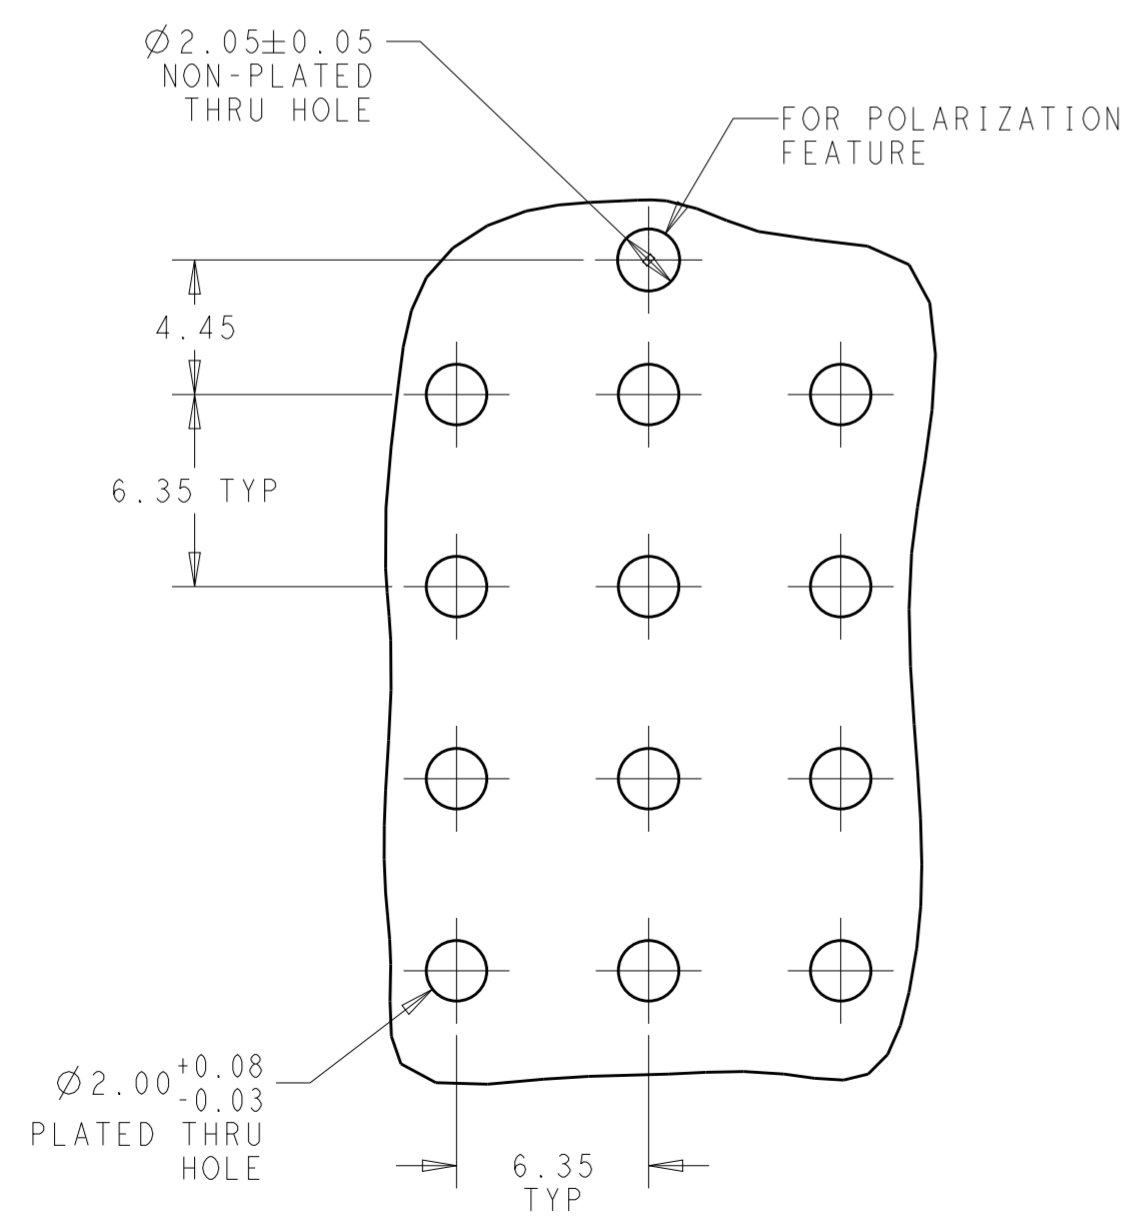 Ø2.05±0.05
NON-PLATED
THRU HOLE
FOR POLARIZATION
FEATURE
4.45
6.35 TYP
Ø2.00 +0.08
-0.03
PLATED THRU
HOLE
6.35
TYP